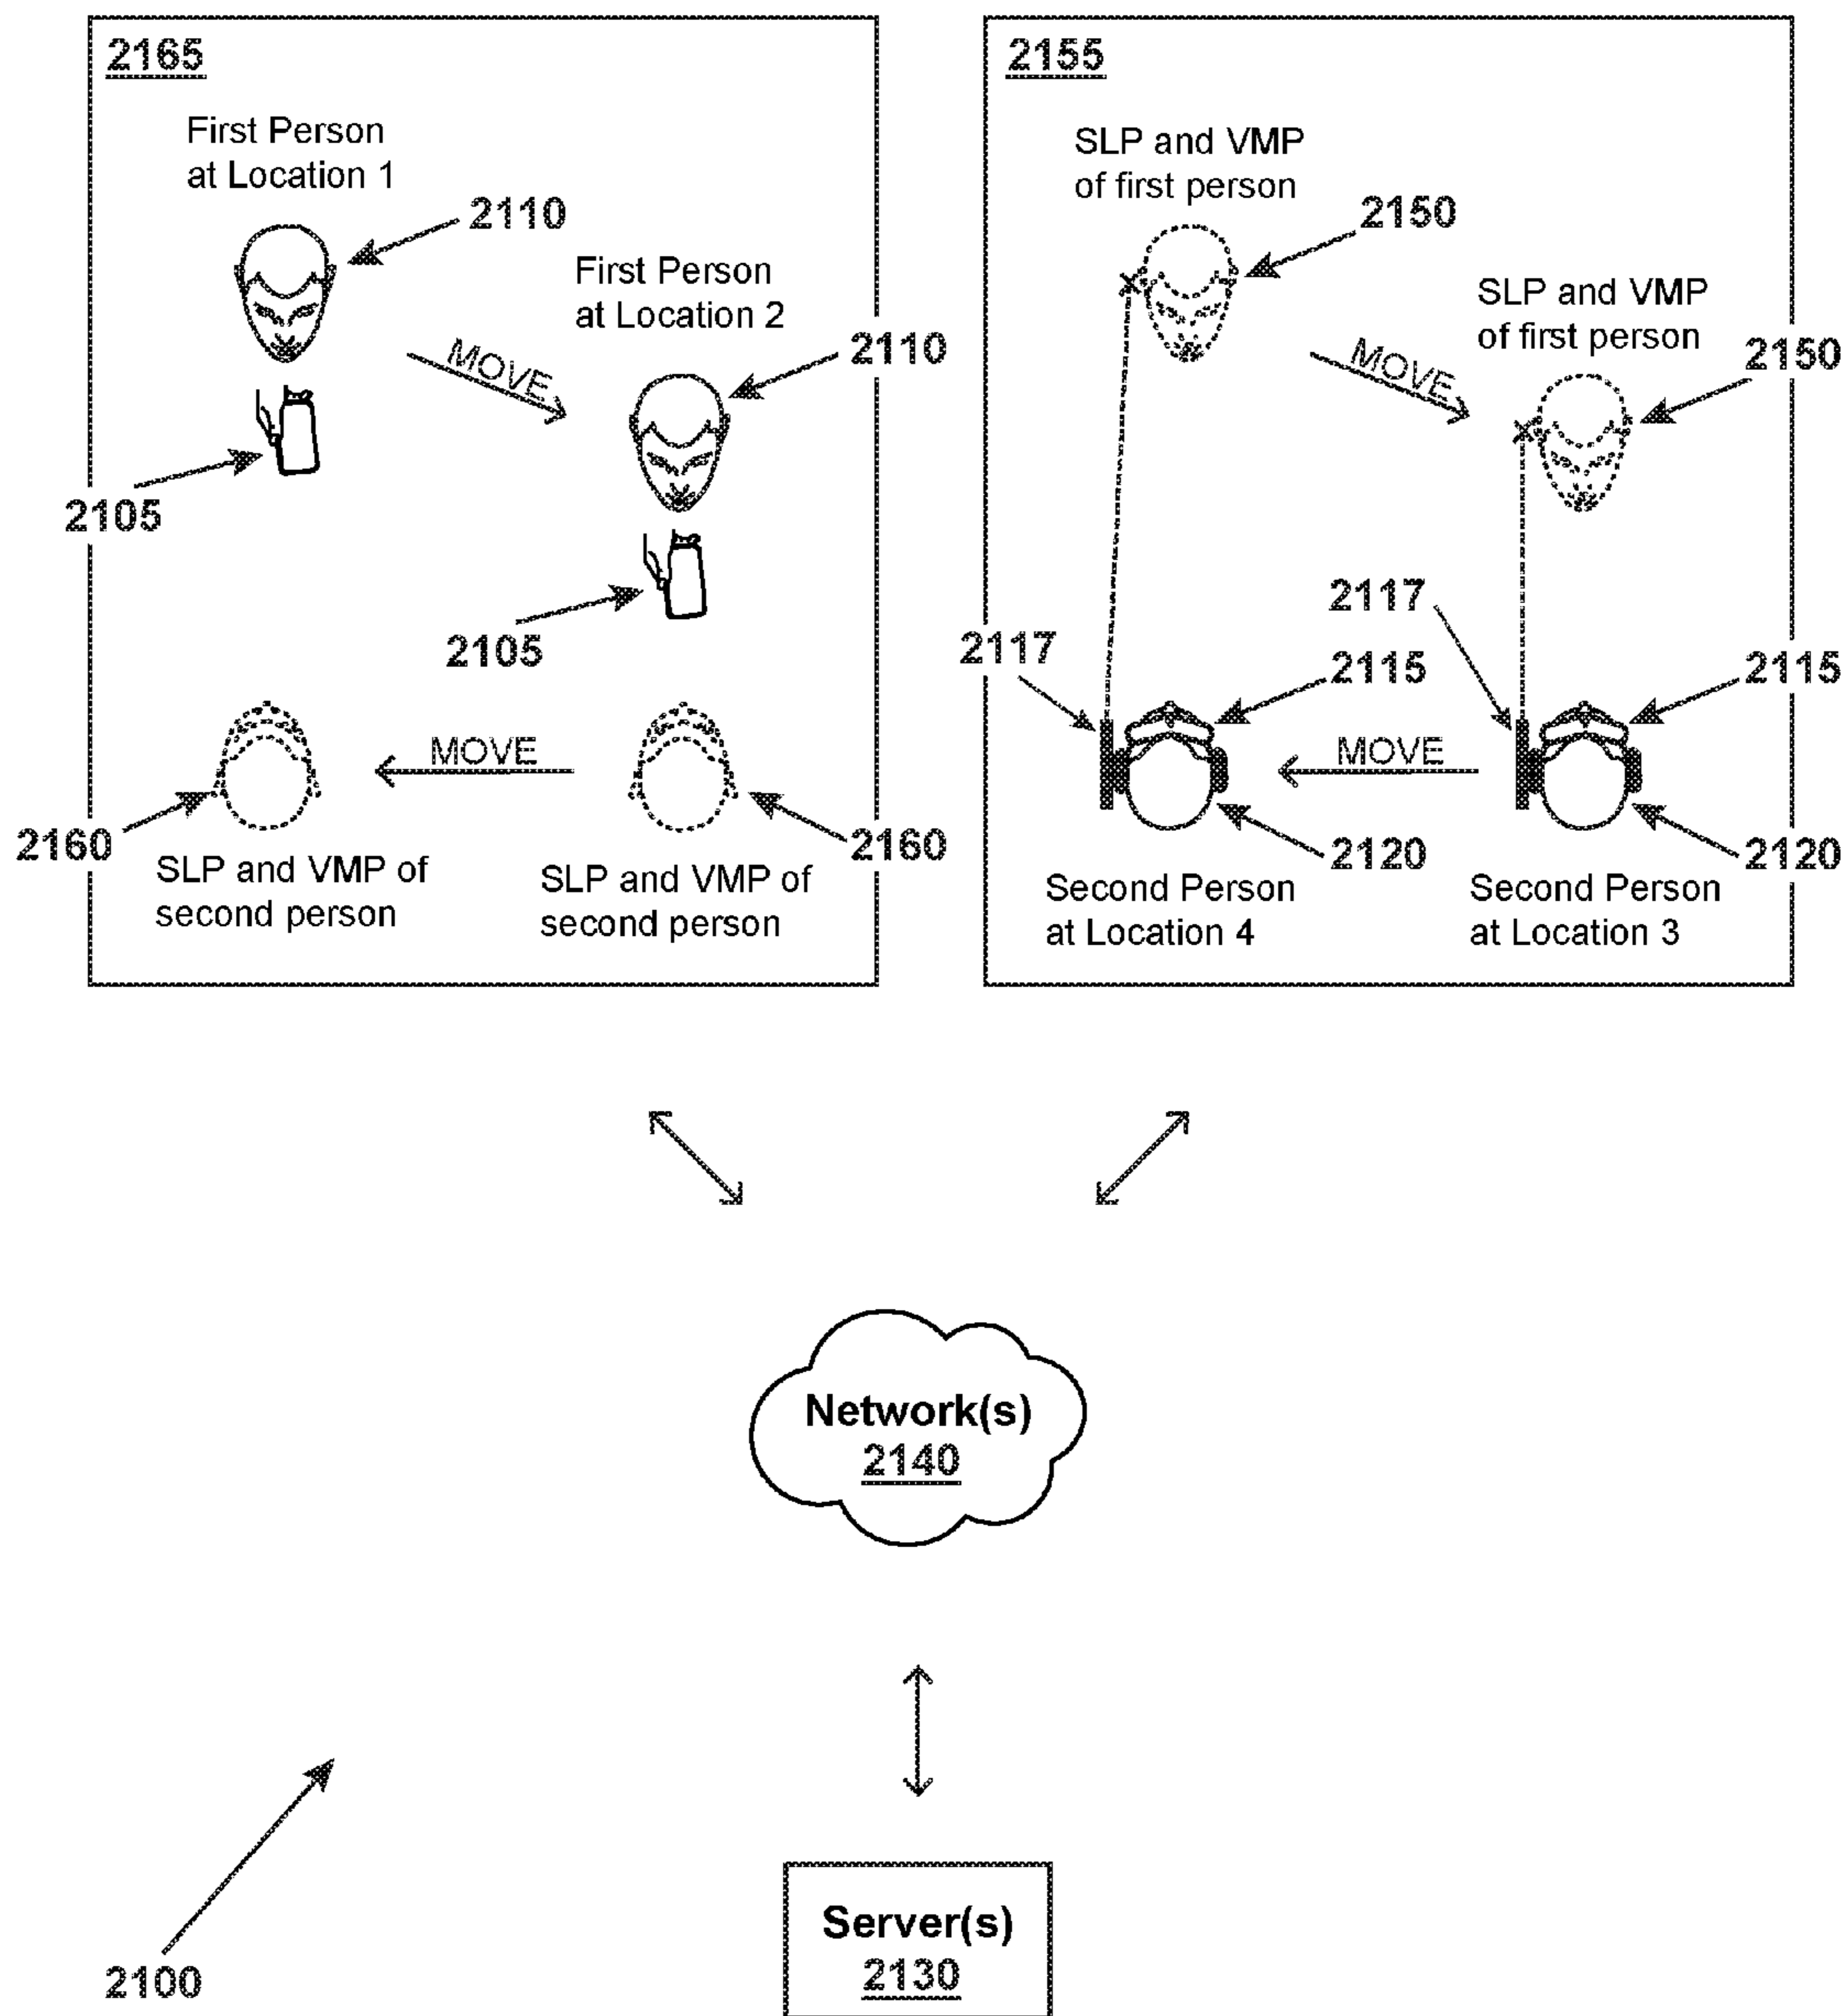 2165
First Person
at Location 1
2110
First Person
at Location 2
2110
MOVE
2105
2105
MOVE
2160
2160
SLP and VMP of
second person
SLP and VMP of
second person
2155
SLP and VMP
of first person
2150
SLP and VMP
of first person
2150
MOVE
2117
2117
2115
2115
MOVE
2120
2120
Second Person
at Location 4
Second Person
at Location 3
Network(s)
2140
2100
Server(s)
2130